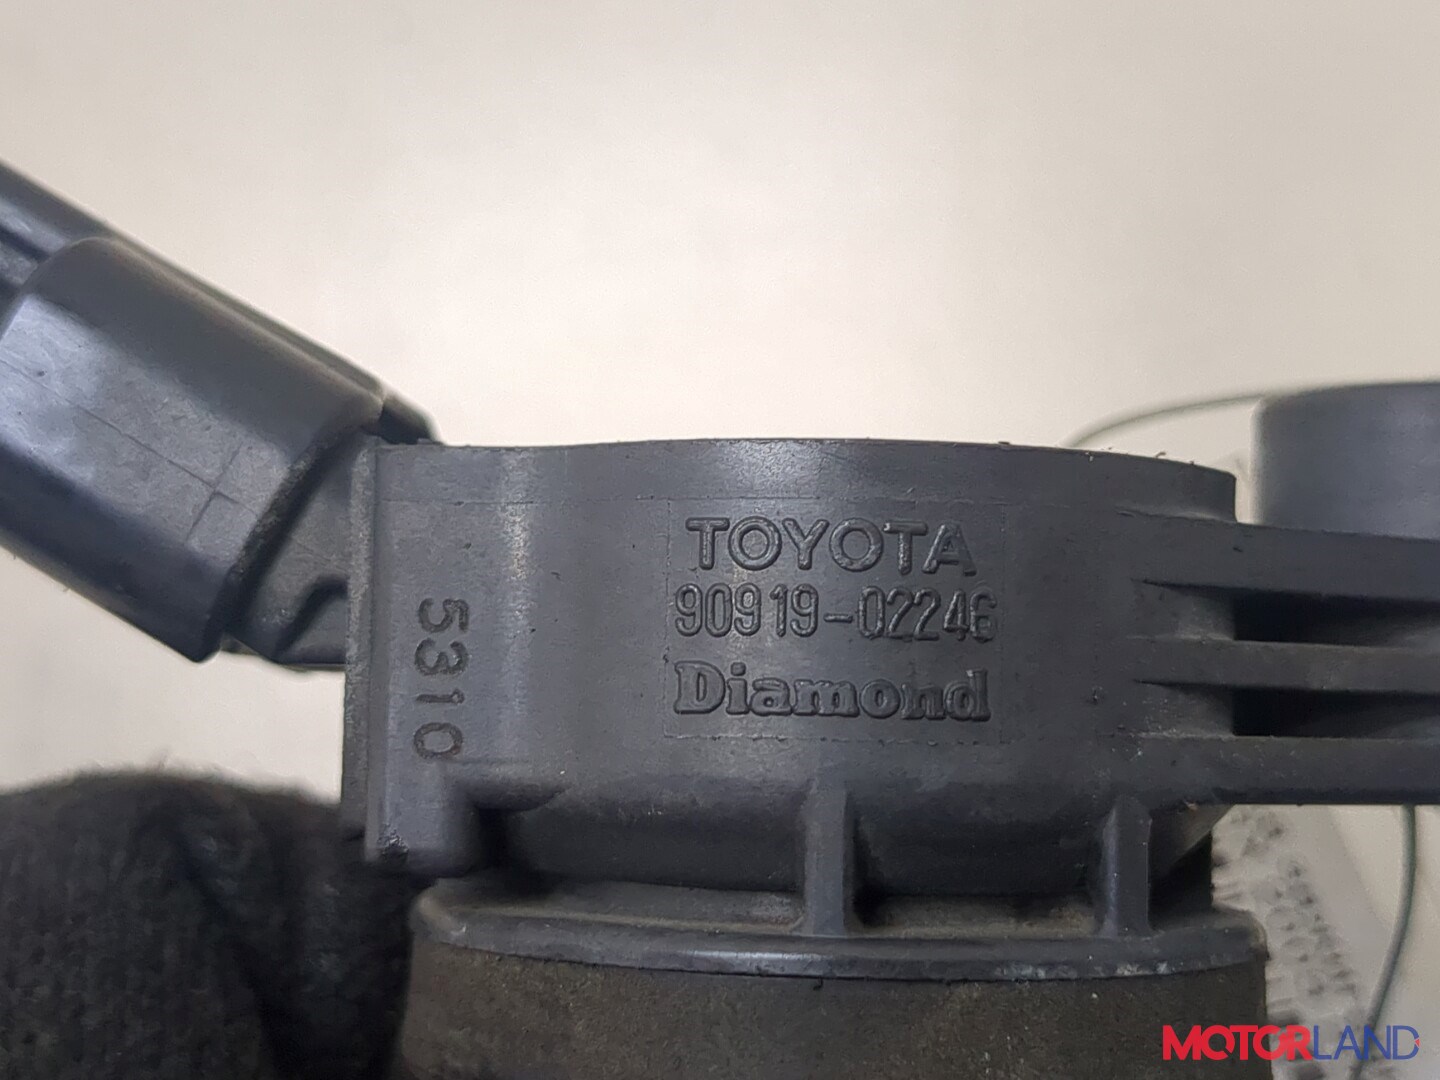 TOYOTA
90919-02246
Diamond
5310
MOTORLAND